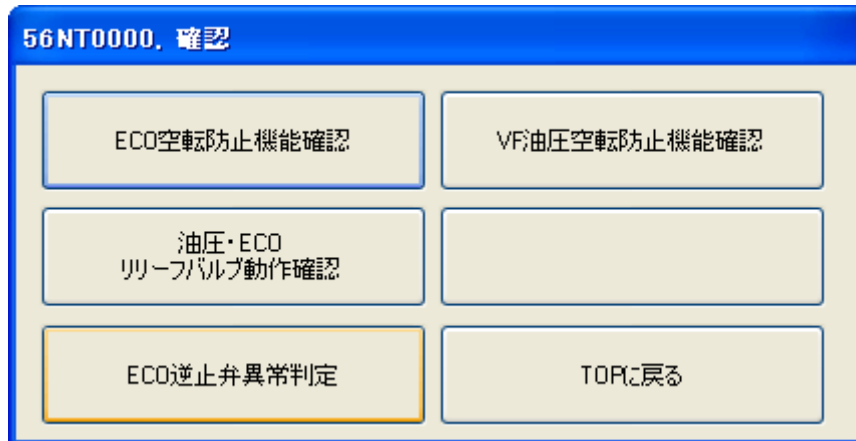 56NT0000. 確認
ECO空転防止機能確認
VF油圧空転防止機能確認
油圧・ECO
リリーフバルブ動作確認
ECO逆止弁異常判定
TOPに戻る